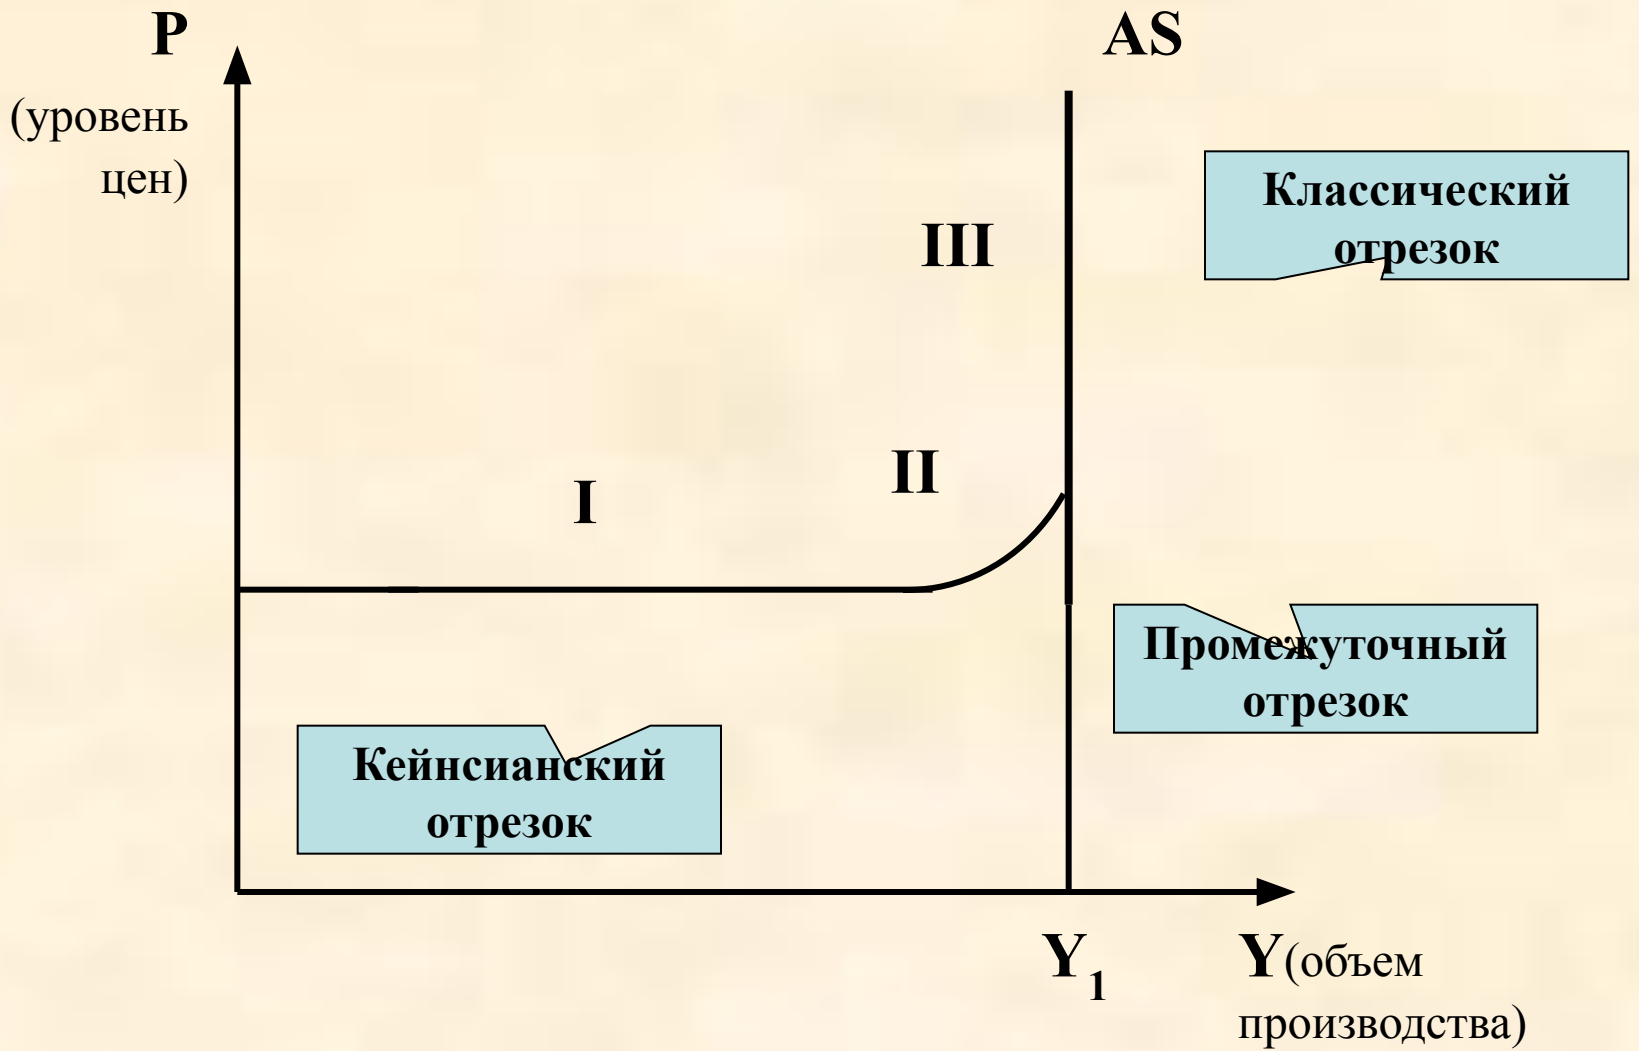 P
(уровень
цен)
AS
Классический
отрезок
III
II
I
Промежуточный
отрезок
Кейнсианский
отрезок
Y1
Y(объем
производства)